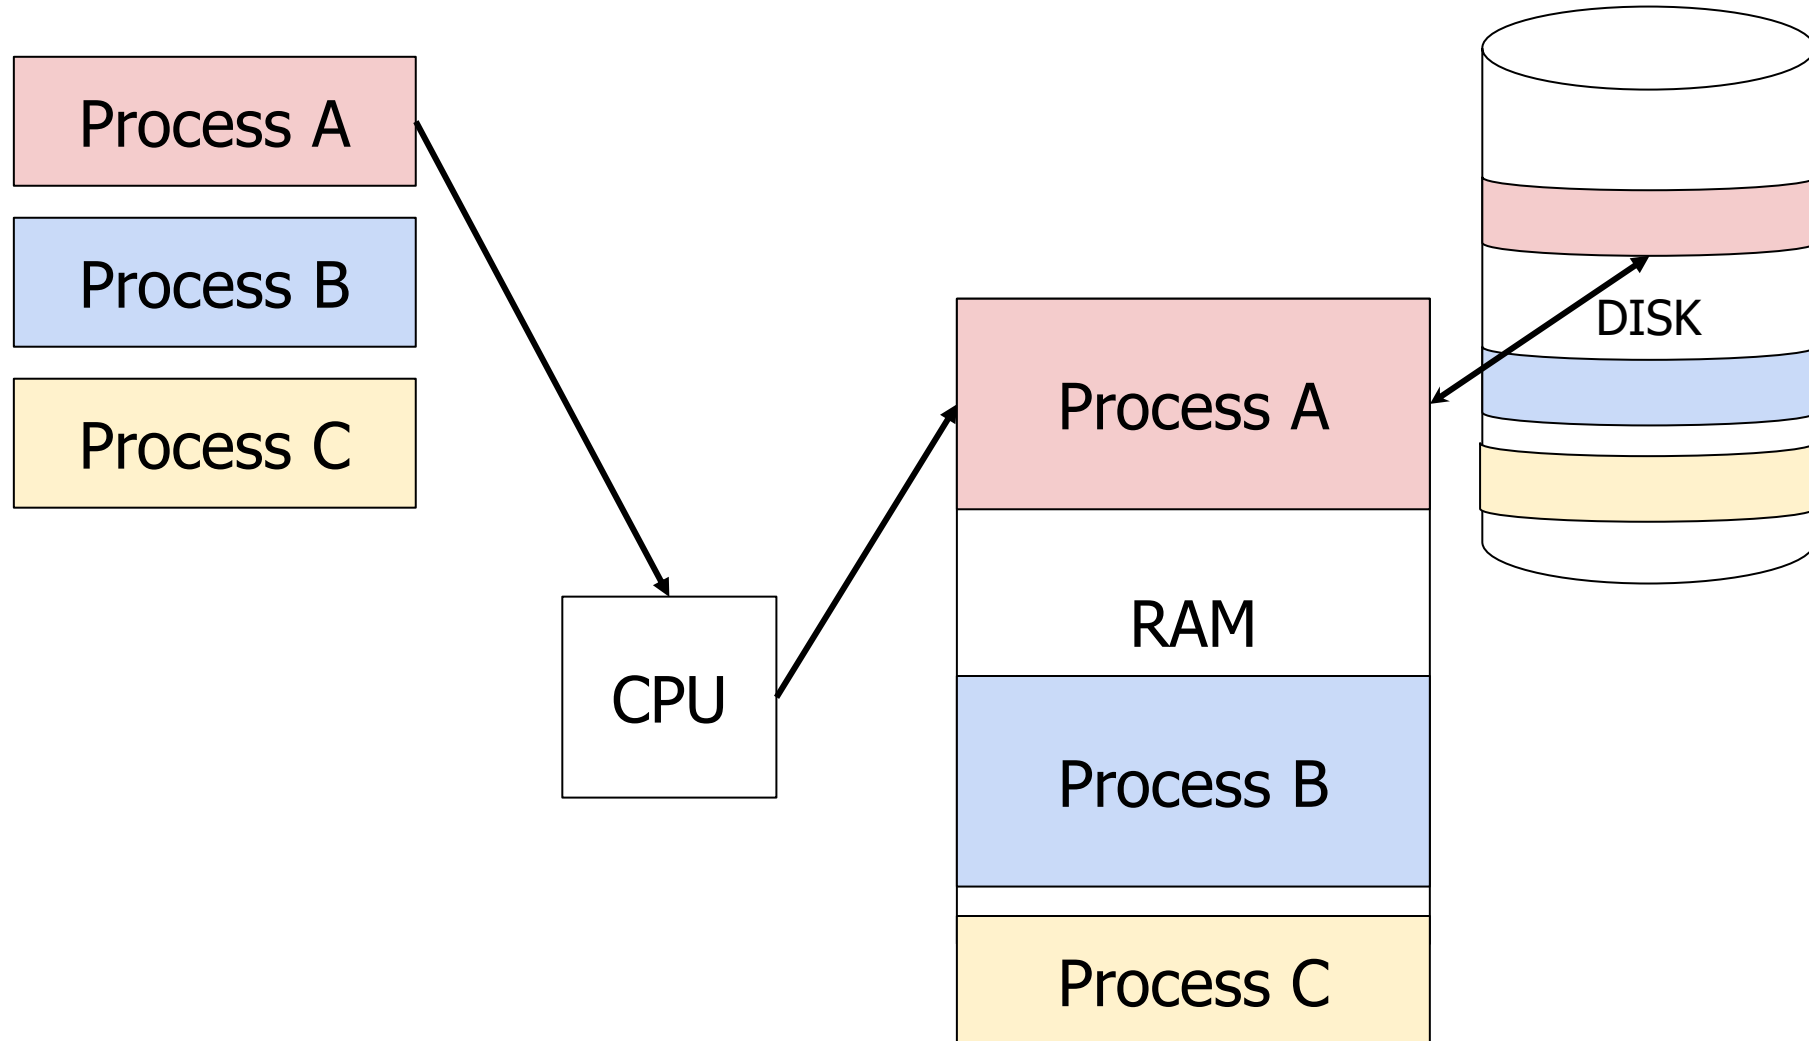 Process A
Process B
Process C
CPU
Process A
RAM
Process B
Process C
DISK